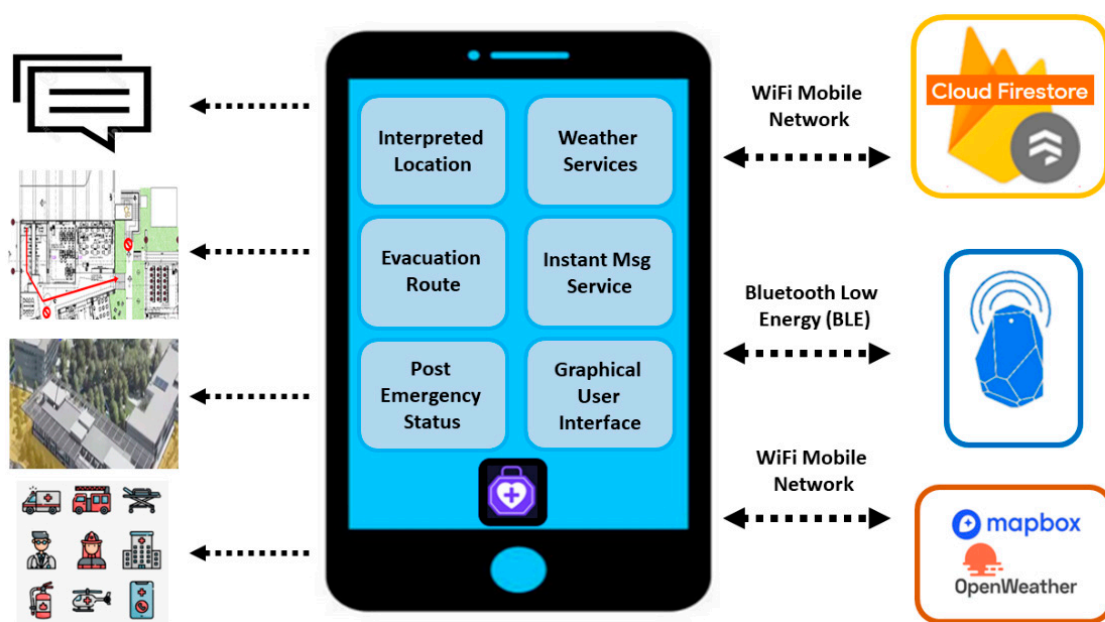 Interpreted
Location
Weather
Services
Evacuation
Route
Instant Msg
Service
Post
Emergency
Status
Graphical
User
Interface
WiFi Mobile
Network
Cloud Firestore
Bluetooth Low
Energy (BLE)
WiFi Mobile
Network
mapbox
OpenWeather